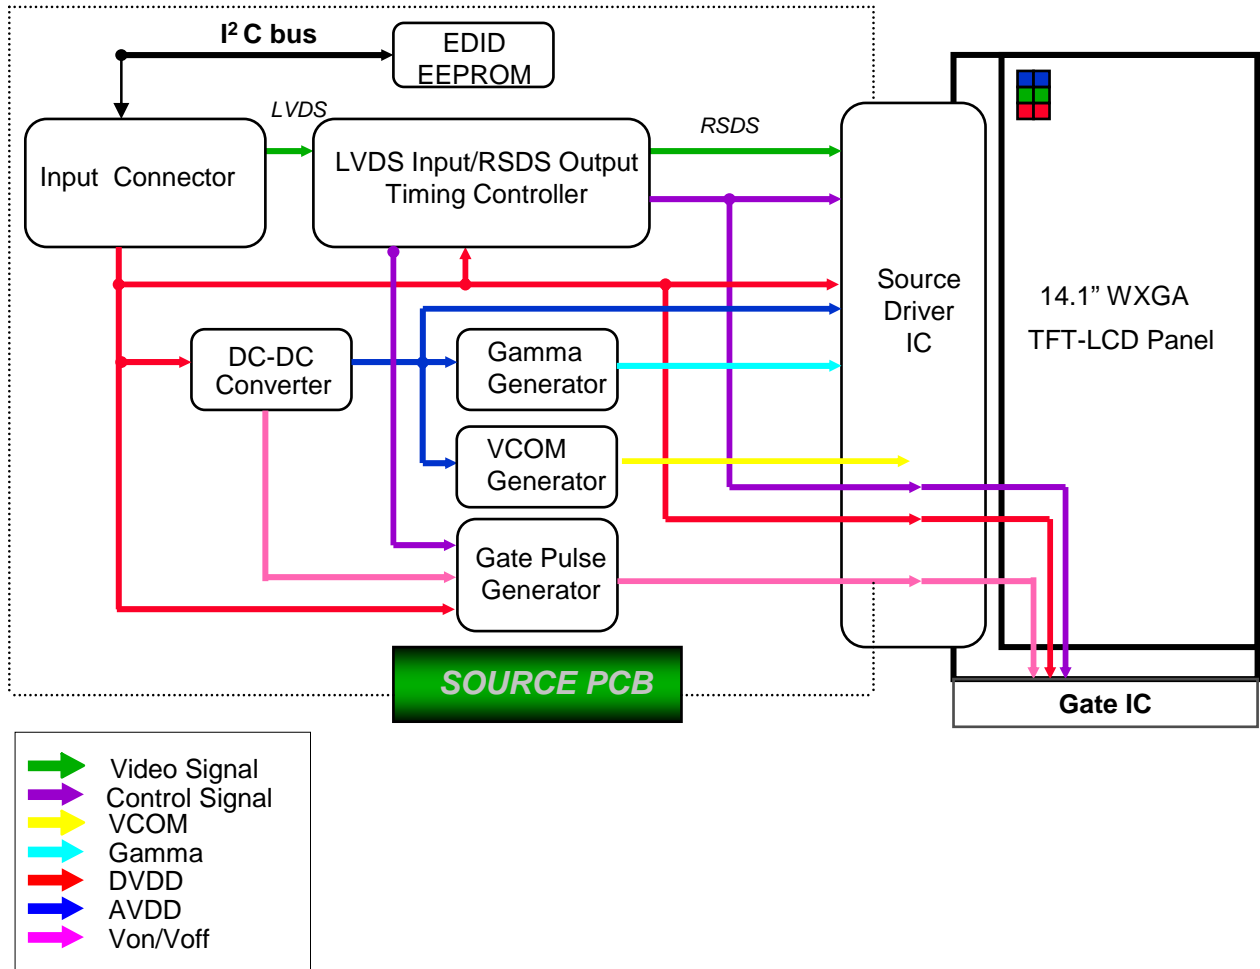 I² C bus
EDID
EEPROM
LVDS
RSDS
Input Connector
LVDS Input/RSDS Output
Timing Controller
Source
Driver
IC
14.1” WXGA
TFT-LCD Panel
DC-DC
Converter
Gamma
Generator
VCOM
Generator
Gate Pulse
Generator
SOURCE PCB
Gate IC
Video Signal
Control Signal
VCOM
Gamma
DVDD
AVDD
Von/Voff